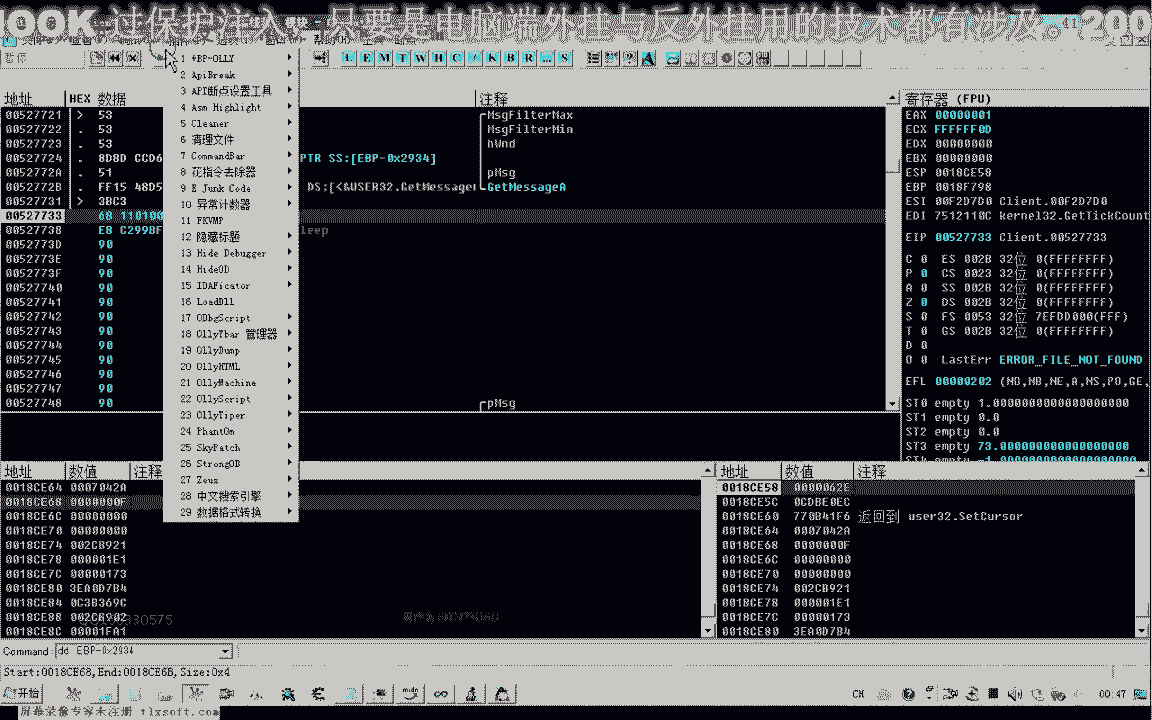 HOOK 过保护注入 只要是电脑端外挂与反外挂用的技术都有涉及。(200
L E M T W H C / K B R ... S
地址 HEX 数据 注释
00527721 > 53 MsgFilterMax
00527722 . 53 MsgFilterMin
00527723 . 53 hWnd
00527724 . 8D8D CCD6 PTR SS:[EBP-0x2934]
0052772A . 51 pMsg
0052772B . FF15 48D5 DS:[<&USER32.GetMessage GetMessageA
00527731 > 3BC3
00527733 68 110100
00527738 E8 C299BF leep
0052773D 90
0052773E 90
0052773F 90
00527740 90
00527741 90
00527742 90
00527743 90
00527744 90
00527745 90
00527746 90
00527747 90
00527748 90 pMsg
1 +BP-OLLY
2 ApiBreak
3 API断点设置工具
4 Asm Highlight
5 Cleaner
6 清理文件
7 CommandBar
8 花指令去除器
9 E Junk Code
10 异常计数器
11 FKVMP
12 隐藏标题
13 Hide Debugger
14 HideOD
15 IDAFicator
16 LoadDll
17 ODbgScript
18 OllyTbar 管理器
19 OllyDump
20 OllyHTML
21 OllyMachine
22 OllyScript
23 OllyTiper
24 PhantOm
25 SkyPatch
26 StrongOD
27 Zeus
28 中文搜索引擎
29 数据格式转换
寄存器 (FPU)
EAX 00000001
ECX FFFFFF0D
EDX 00000000
EBX 00000000
ESP 0018CE58
EBP 0018F798
ESI 00F2D7D0 Client.00F2D7D0
EDI 7512110C kernel32.GetTickCount
EIP 00527733 Client.00527733
C 0 ES 002B 32位 0(FFFFFFFF)
P 0 CS 0023 32位 0(FFFFFFFF)
A 0 SS 002B 32位 0(FFFFFFFF)
Z 0 DS 002B 32位 0(FFFFFFFF)
S 0 FS 0053 32位 7EFDD000(FFF)
T 0 GS 002B 32位 0(FFFFFFFF)
D 0
O 0 LastErr ERROR_FILE_NOT_FOUND
EFL 00000202 (NO,NB,NE,A,NS,PO,GE,
ST0 empty 1.0000000000000000000
ST1 empty 0.0
ST2 empty 0.0
ST3 empty 73.000000000000000000
地址 数值 注释
0018CE64 0007042A
0018CE68 0000000F
0018CE6C 00000000
0018CE70 00000000
0018CE74 002CB921
0018CE78 000001E1
0018CE7C 00000173
0018CE80 3EA0D7B4
0018CE84 0C3B369C
0018CE88 002CB902
0018CE8C 00001FA1
地址 数值 注释
0018CE58 0000062E
0018CE5C 0CDBE0EC
0018CE60 770B41F6 返回到 user32.SetCursor
0018CE64 0007042A
0018CE68 0000000F
0018CE6C 00000000
0018CE70 00000000
0018CE74 002CB921
0018CE78 000001E1
0018CE7C 00000173
0018CE80 3EA0D7B4
Command: dd EBP-0x2934
Start:0018CE68,End:0018CE6B,Size:0x4
开始
CH
00:47
屏幕录像专家未注册 tlxsoft.com